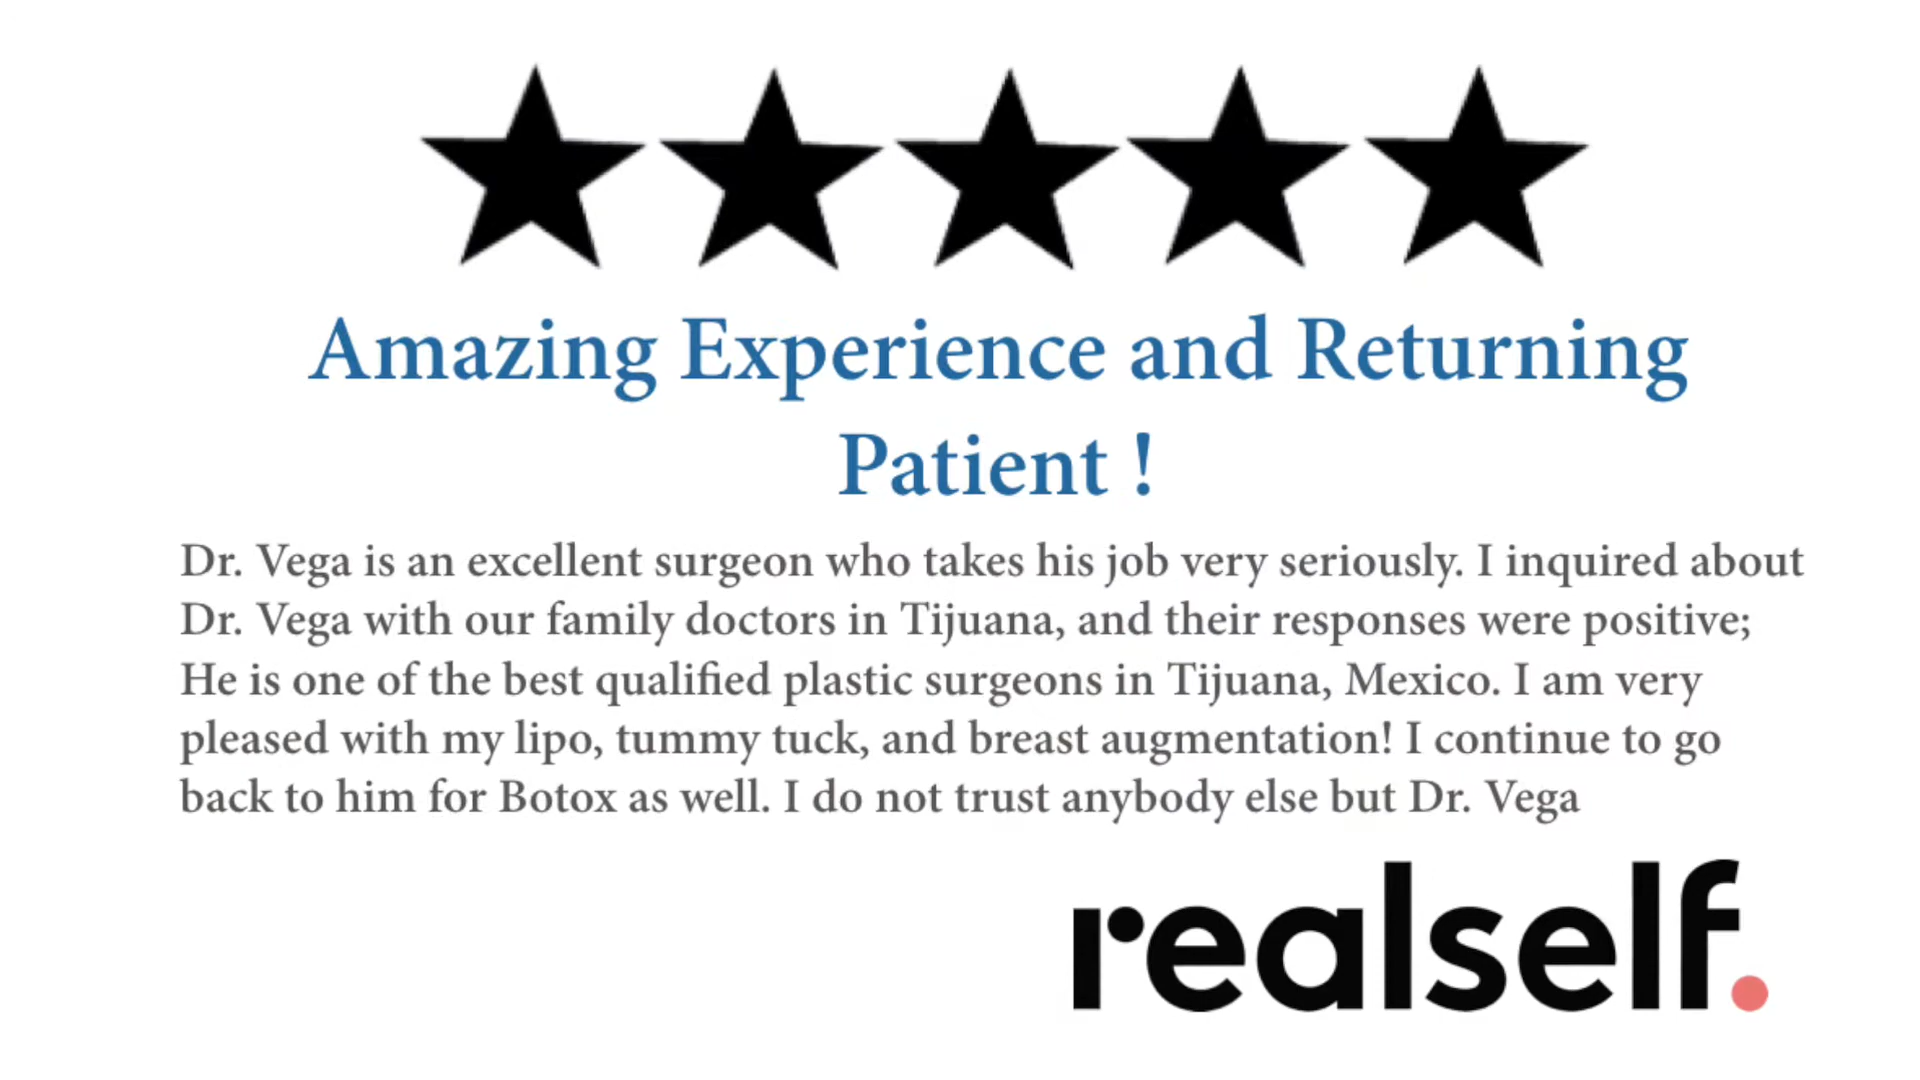 Amazing Experience and Returning
Patient !
Dr. Vega is an excellent surgeon who takes his job very seriously. I inquired about
Dr. Vega with our family doctors in Tijuana, and their responses were positive;
He is one of the best qualified plastic surgeons in Tijuana, Mexico. I am very
pleased with my lipo, tummy tuck, and breast augmentation! I continue to go
back to him for Botox as well. I do not trust anybody else but Dr. Vega
realself.